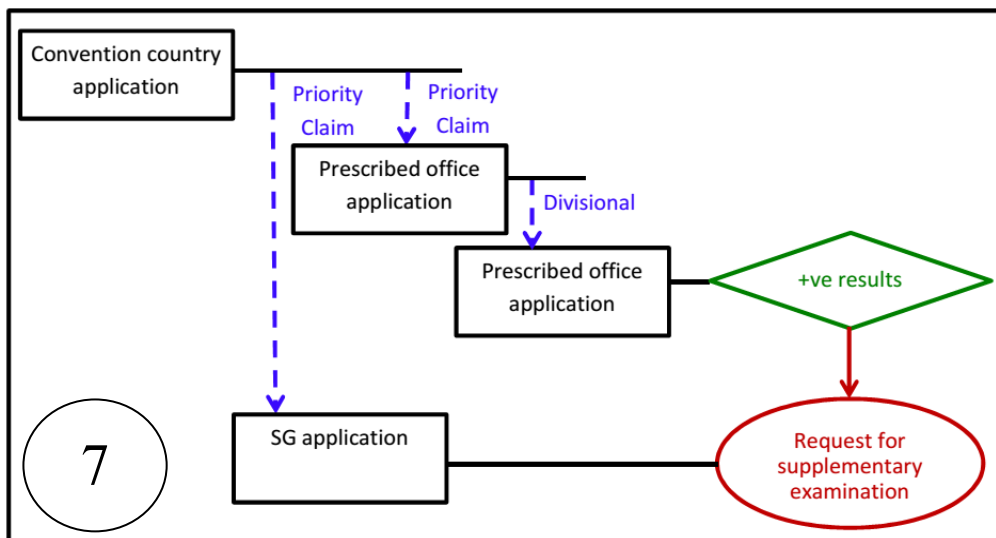 Convention country
application
Priority
Claim
Priority
Claim
Prescribed office
application
Divisional
Prescribed office
application
+ve results
SG application
Request for
supplementary
examination
7